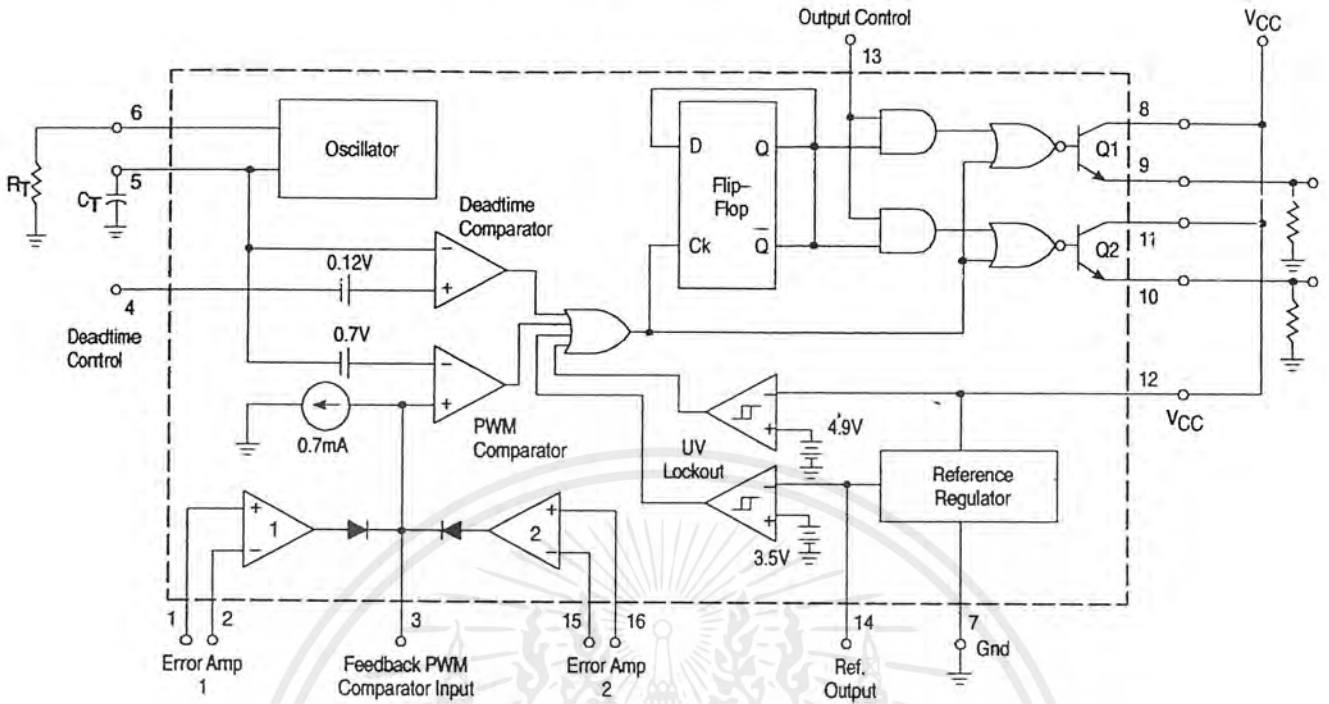 Output Control
VCC
13
6
8
Oscillator
D
Q
Q1
5
9
RT
CT
Flip-
Flop
Deadtime
Comparator
0.12V
Ck
Q
Q2
11
4
10
Deadtime
Control
0.7V
12
VCC
0.7mA
PWM
Comparator
UV
Lockout
4.9V
Reference
Regulator
1
2
3.5V
1
2
3
15
16
14
7
Gnd
Error Amp
1
Feedback PWM
Comparator Input
Error Amp
2
Ref.
Output